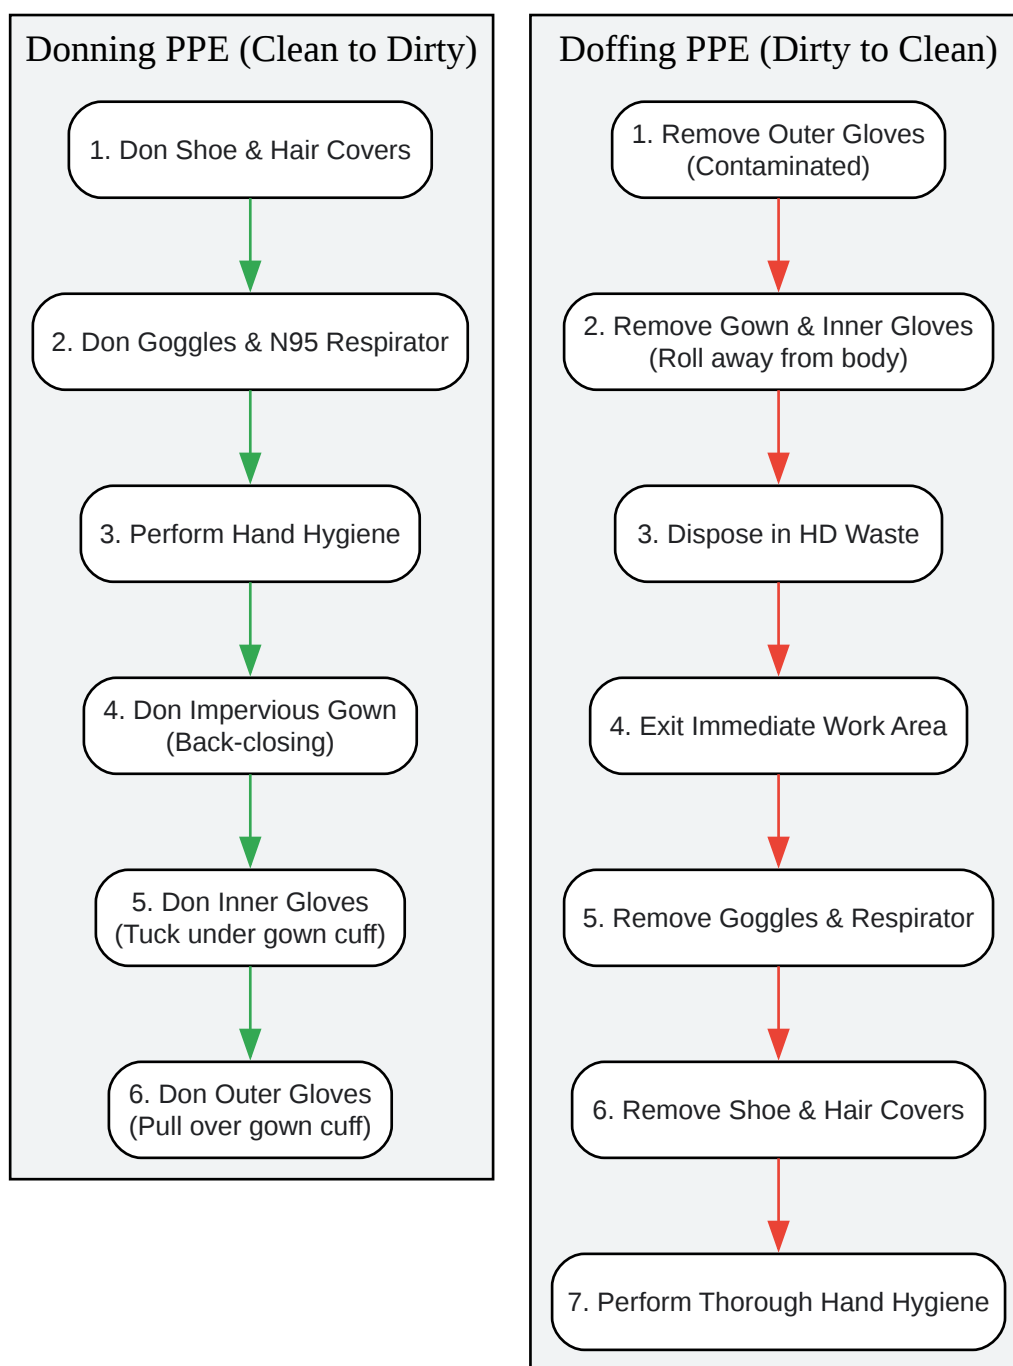 Donning PPE (Clean to Dirty)
1. Don Shoe & Hair Covers
2. Don Goggles & N95 Respirator
3. Perform Hand Hygiene
4. Don Impervious Gown
(Back-closing)
5. Don Inner Gloves
(Tuck under gown cuff)
6. Don Outer Gloves
(Pull over gown cuff)
Doffing PPE (Dirty to Clean)
1. Remove Outer Gloves
(Contaminated)
2. Remove Gown & Inner Gloves
(Roll away from body)
3. Dispose in HD Waste
4. Exit Immediate Work Area
5. Remove Goggles & Respirator
6. Remove Shoe & Hair Covers
7. Perform Thorough Hand Hygiene